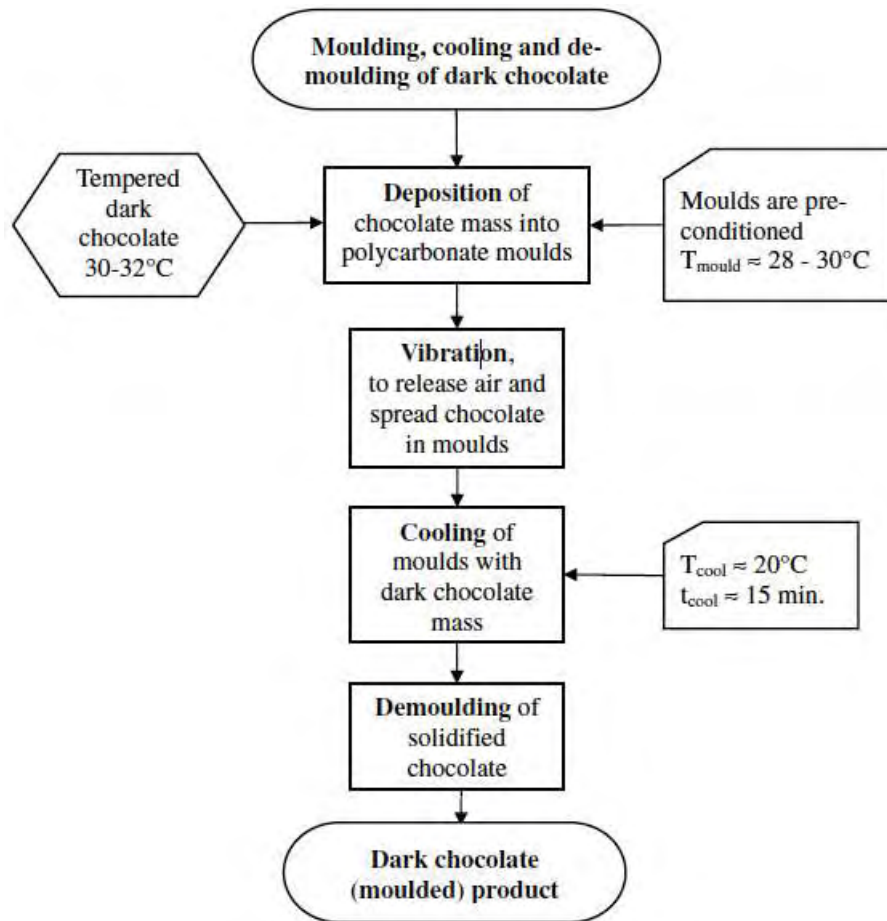 Moulding, cooling and de-
moulding of dark chocolate
Tempered
dark
chocolate
30-32°C
Deposition of
chocolate mass into
polycarbonate moulds
Moulds are pre-
conditioned
Tmould ≈ 28 - 30°C
Vibration,
to release air and
spread chocolate
in moulds
Cooling of
moulds with
dark chocolate
mass
Tcool ≈ 20°C
tcool ≈ 15 min.
Demoulding of
solidified
chocolate
Dark chocolate
(moulded) product